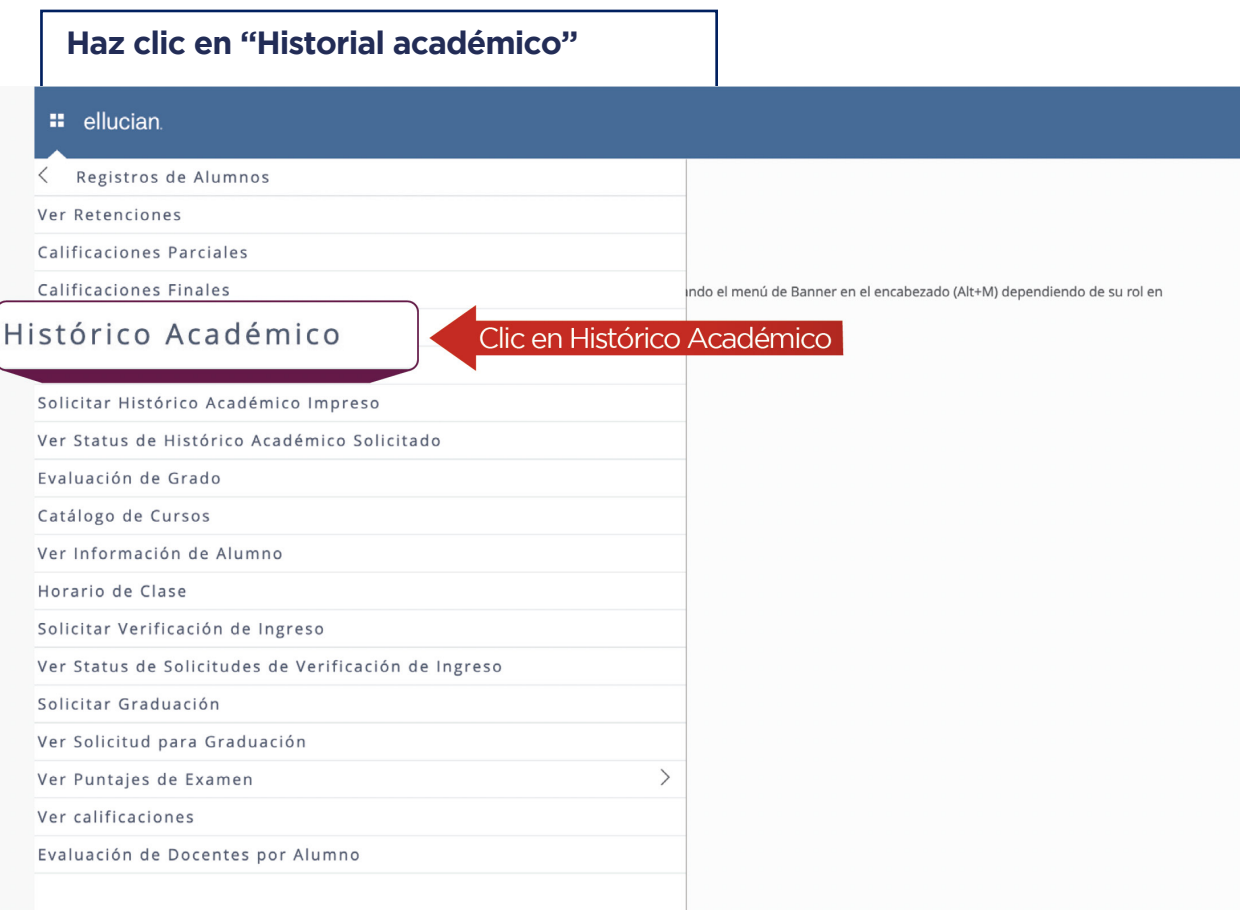 Haz clic en “Historial académico”
ellucian.
Registros de Alumnos
Ver Retenciones
Calificaciones Parciales
Calificaciones Finales
ando el menú de Banner en el encabezado (Alt+M) dependiendo de su rol en
Histórico Académico
Clic en Histórico Académico
Solicitar Histórico Académico Impreso
Ver Status de Histórico Académico Solicitado
Evaluación de Grado
Catálogo de Cursos
Ver Información de Alumno
Horario de Clase
Solicitar Verificación de Ingreso
Ver Status de Solicitudes de Verificación de Ingreso
Solicitar Graduación
Ver Solicitud para Graduación
Ver Puntajes de Examen
Ver calificaciones
Evaluación de Docentes por Alumno